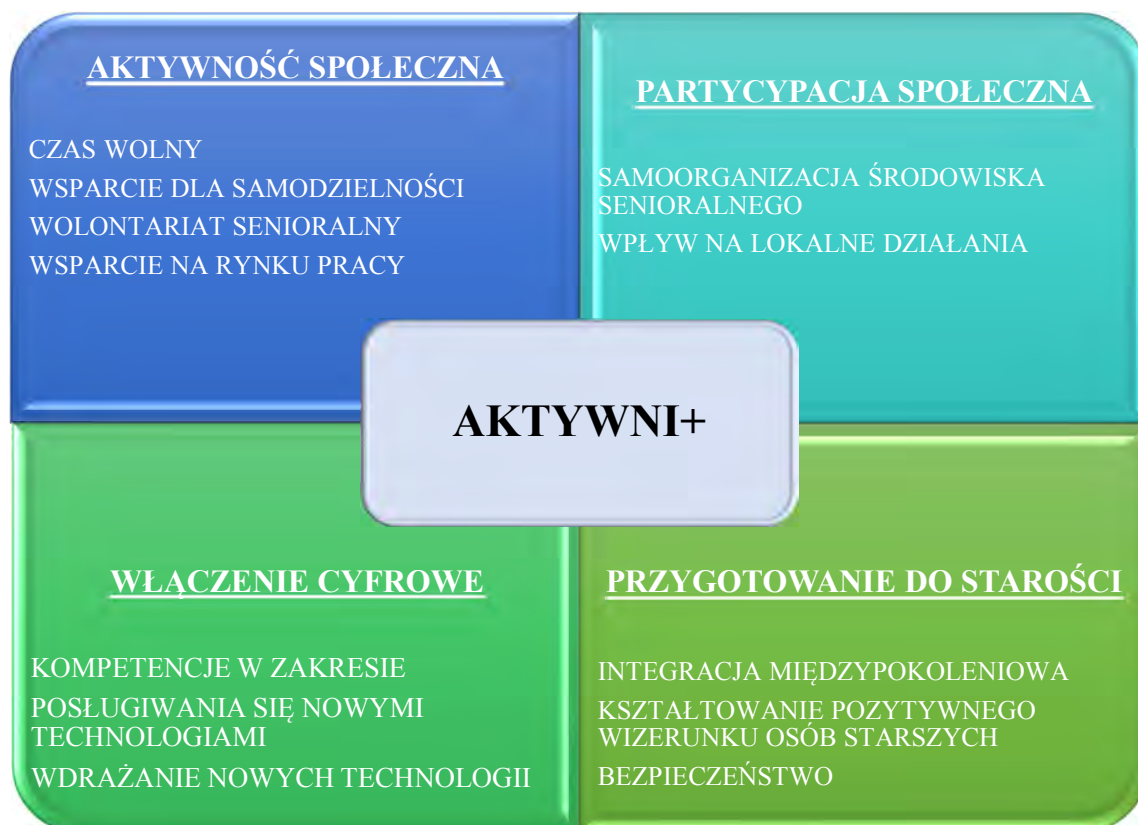 AKTYWNOŚĆ SPOŁECZNA
CZAS WOLNY
WSPARCIE DLA SAMODZIELNOŚCI
WOLONTARIAT SENIORALNY
WSPARCIE NA RYNKU PRACY
PARTYCYPACJA SPOŁECZNA
SAMOORGANIZACJA ŚRODOWISKA
SENIORALNEGO
WPŁYW NA LOKALNE DZIAŁANIA
AKTYWNI+
WŁĄCZENIE CYFROWE
KOMPETENCJE W ZAKRESIE
POSŁUGIWANIA SIĘ NOWYMI
TECHNOLOGIAMI
WDRAŻANIE NOWYCH TECHNOLOGII
PRZYGOTOWANIE DO STAROŚCI
INTEGRACJA MIĘDZYPOKOLENIOWA
KSZTAŁTOWANIE POZYTYWNEGO
WIZERUNKU OSÓB STARSZYCH
BEZPIECZEŃSTWO